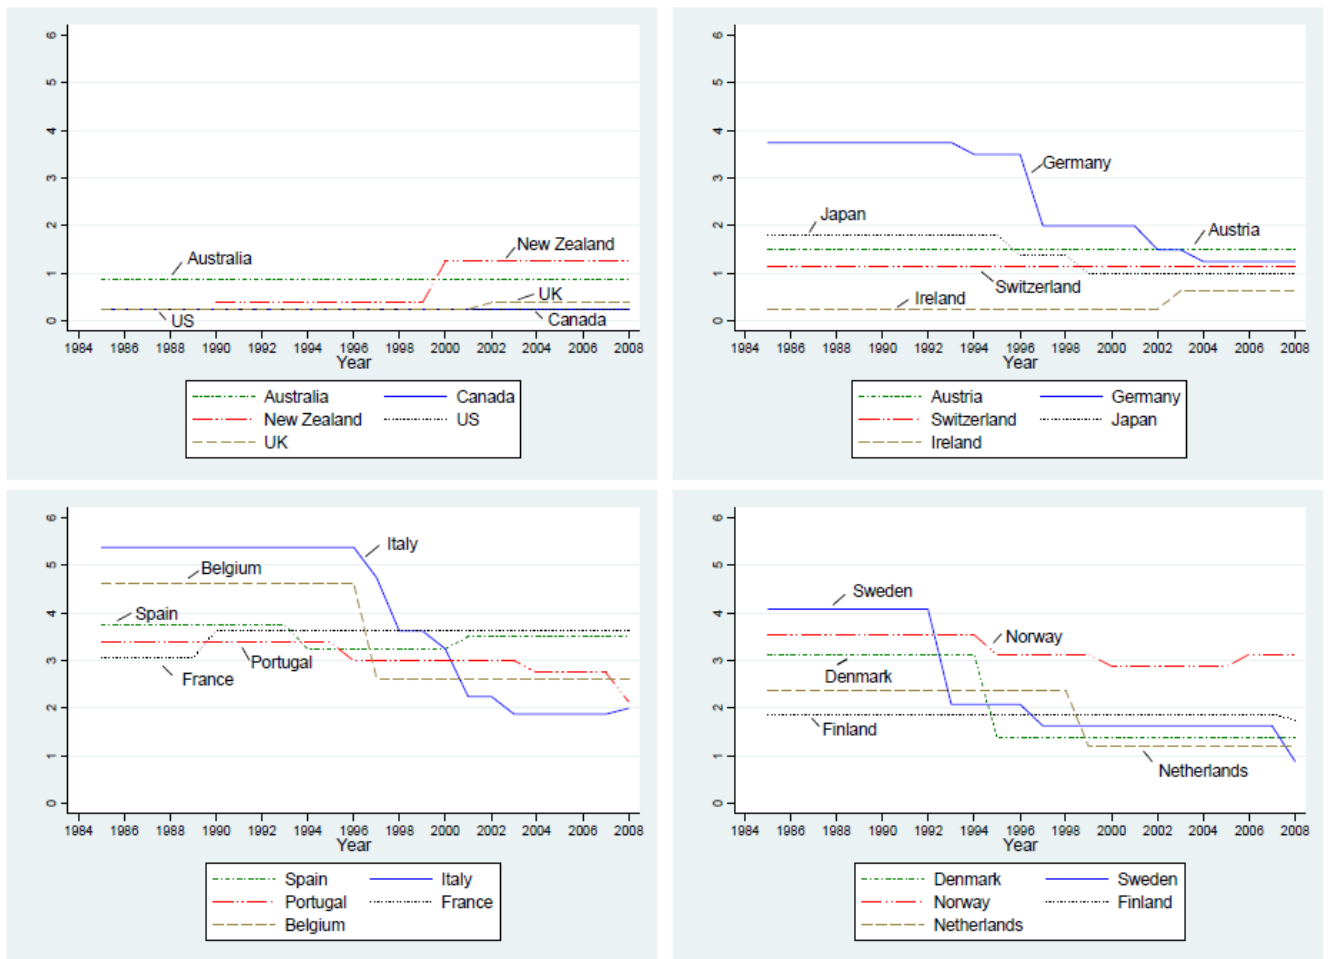 6
5
4
3
2
1
0
Australia
New Zealand
UK
US
Canada
1984 1986 1988 1990 1992 1994 1996 1998 2000 2002 2004 2006 2008
Year
Australia Canada
New Zealand US
UK
6
5
4
3
2
1
0
Germany
Japan
Austria
Switzerland
Ireland
1984 1986 1988 1990 1992 1994 1996 1998 2000 2002 2004 2006 2008
Year
Austria Germany
Switzerland Japan
Ireland
6
5
4
3
2
1
0
Italy
Belgium
Spain
Portugal
France
1984 1986 1988 1990 1992 1994 1996 1998 2000 2002 2004 2006 2008
Year
Spain Italy
Portugal France
Belgium
6
5
4
3
2
1
0
Sweden
Norway
Denmark
Finland
Netherlands
1984 1986 1988 1990 1992 1994 1996 1998 2000 2002 2004 2006 2008
Year
Denmark Sweden
Norway Finland
Netherlands